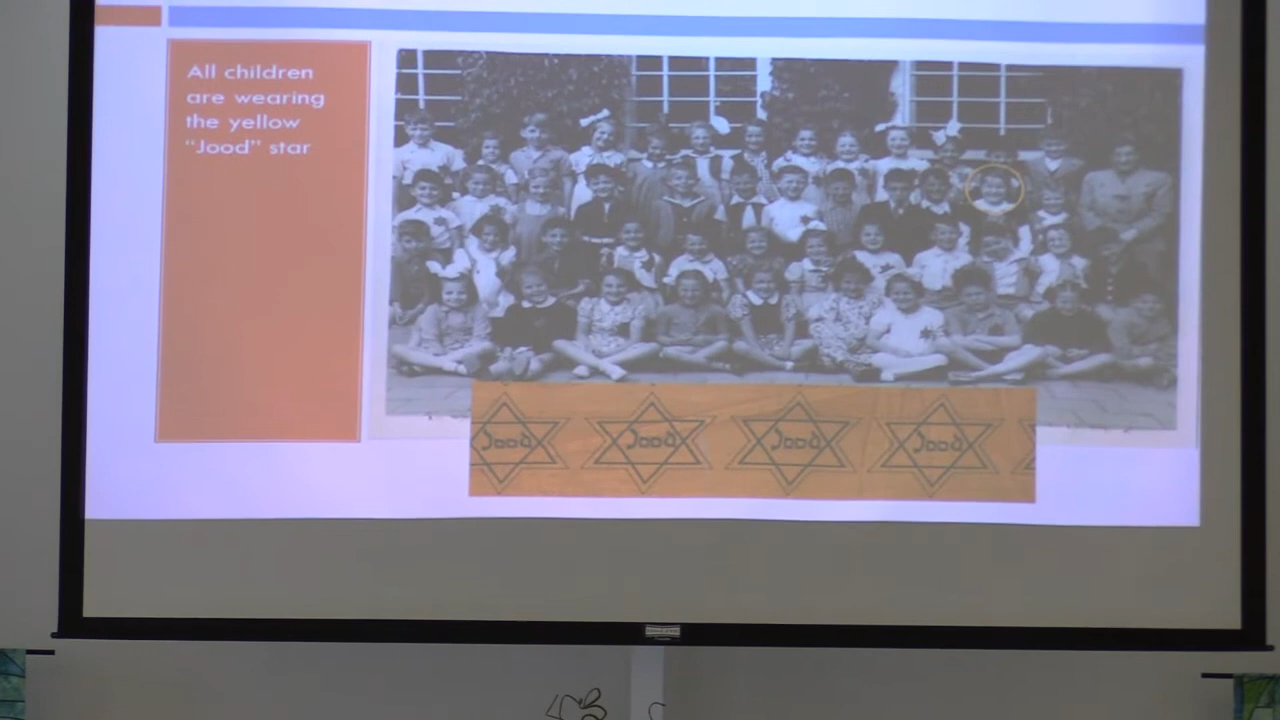 All children
are wearing
the yellow
“Jood” star
Jood Jood Jood Jood